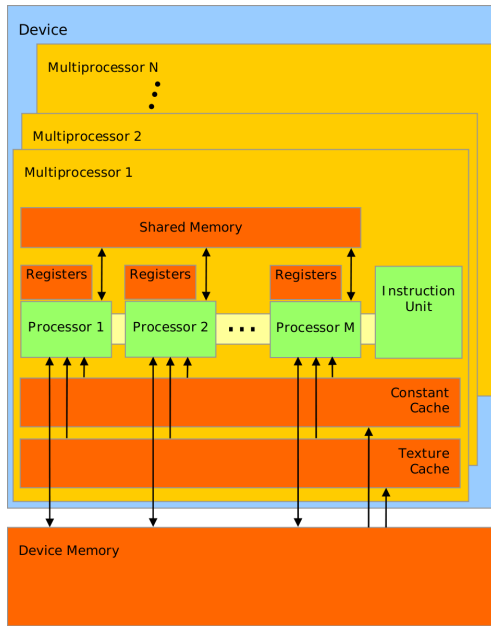 Device
Multiprocessor N
Multiprocessor 2
Multiprocessor 1
Shared Memory
Registers
Registers
Registers
Instruction
Unit
Processor 1
Processor 2
Processor M
Constant
Cache
Texture
Cache
Device Memory